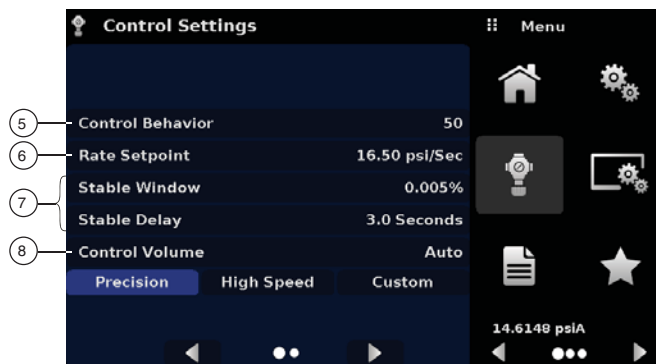 Control Settings
Menu
5 Control Behavior 50
6 Rate Setpoint 16.50 psi/Sec
7 Stable Window 0.005%
Stable Delay 3.0 Seconds
8 Control Volume Auto
Precision High Speed Custom
14.6148 psiA